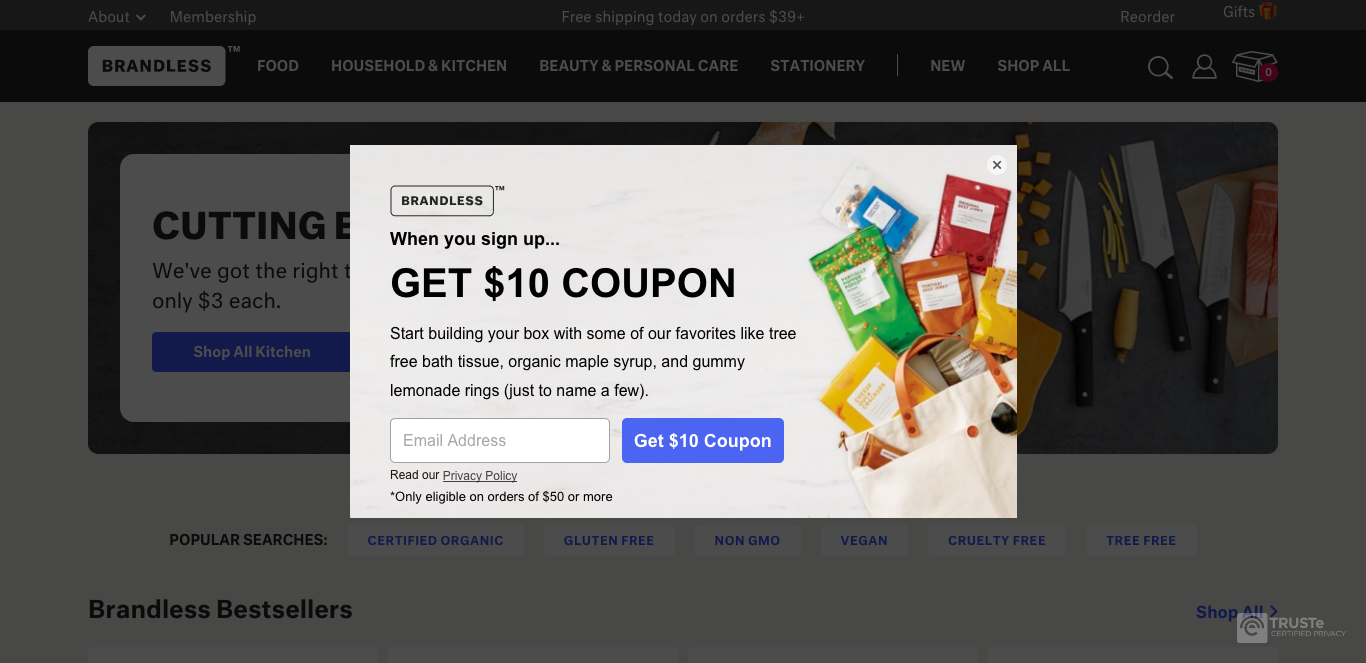 About
Membership
Free shipping today on orders $39+
Reorder
Gifts
BRANDLESS™
FOOD
HOUSEHOLD & KITCHEN
BEAUTY & PERSONAL CARE
STATIONERY
NEW
SHOP ALL
0
CUTTING E
We've got the right t
only $3 each.
Shop All Kitchen
BRANDLESS™
When you sign up...
GET $10 COUPON
Start building your box with some of our favorites like tree
free bath tissue, organic maple syrup, and gummy
lemonade rings (just to name a few).
Email Address
Get $10 Coupon
Read our Privacy Policy
*Only eligible on orders of $50 or more
POPULAR SEARCHES:
CERTIFIED ORGANIC
GLUTEN FREE
NON GMO
VEGAN
CRUELTY FREE
TREE FREE
Brandless Bestsellers
Shop All
TRUSTe
CERTIFIED PRIVACY